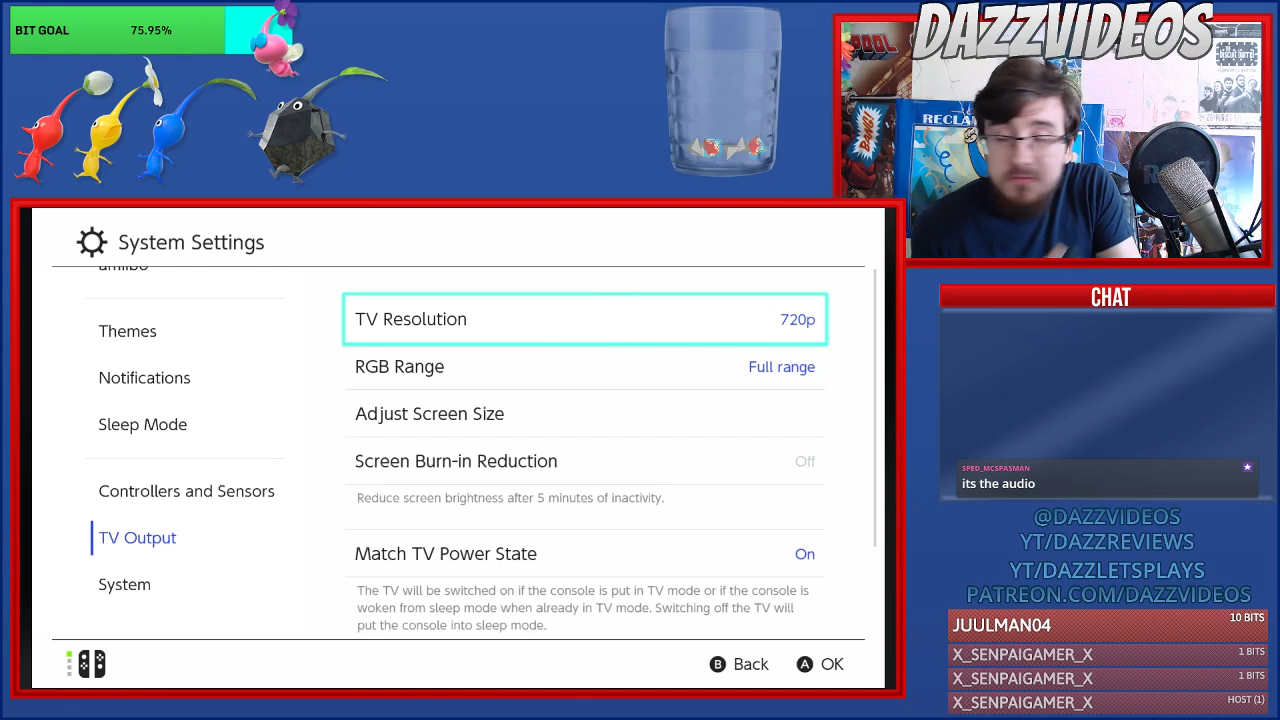 BIT GOAL 75.95%
DAZZVIDEOS
POOL
BANG!
System Settings
amiibo
Themes
Notifications
Sleep Mode
Controllers and Sensors
TV Output
System
TV Resolution 720p
RGB Range Full range
Adjust Screen Size
Screen Burn-in Reduction Off
Reduce screen brightness after 5 minutes of inactivity.
Match TV Power State On
The TV will be switched on if the console is put in TV mode or if the console is
woken from sleep mode when already in TV mode. Switching off the TV will
put the console into sleep mode.
B Back A OK
CHAT
SPED_MCSPASMAN
its the audio
@DAZZVIDEOS
YT/DAZZREVIEWS
YT/DAZZLETSPLAYS
PATREON.COM/DAZZVIDEOS
JUULMAN04 10 BITS
X_SENPAIGAMER_X 1 BITS
X_SENPAIGAMER_X 1 BITS
X_SENPAIGAMER_X HOST (1)